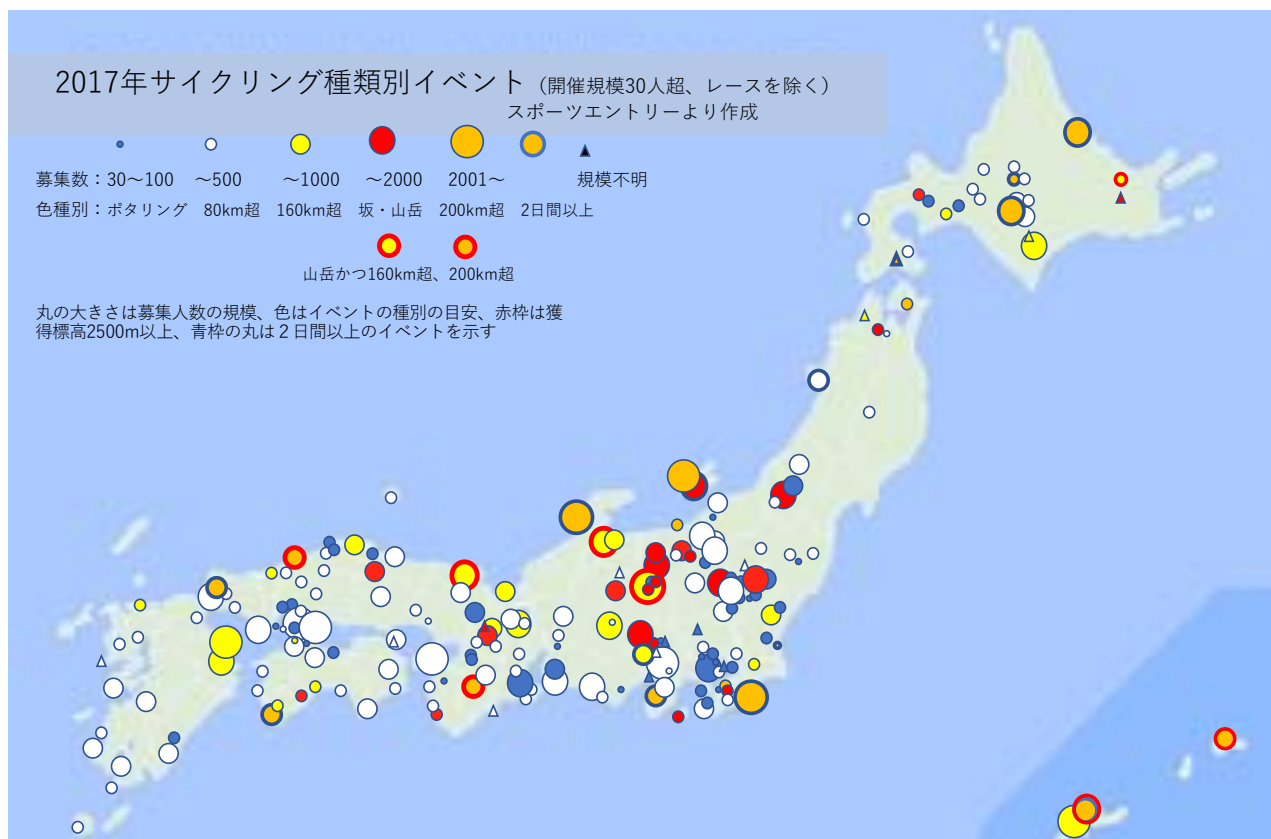 2017年サイクリング種類別イベント（開催規模30人超、レースを除く）
スポーツエントリーより作成
募集数：30～100 ～500 ～1000 ～2000 2001～ 規模不明
色種別：ポタリング 80km超 160km超 坂・山岳 200km超 2日間以上
山岳かつ160km超、200km超
丸の大きさは募集人数の規模、色はイベントの種別の目安、赤枠は獲
得標高2500m以上、青枠の丸は２日間以上のイベントを示す